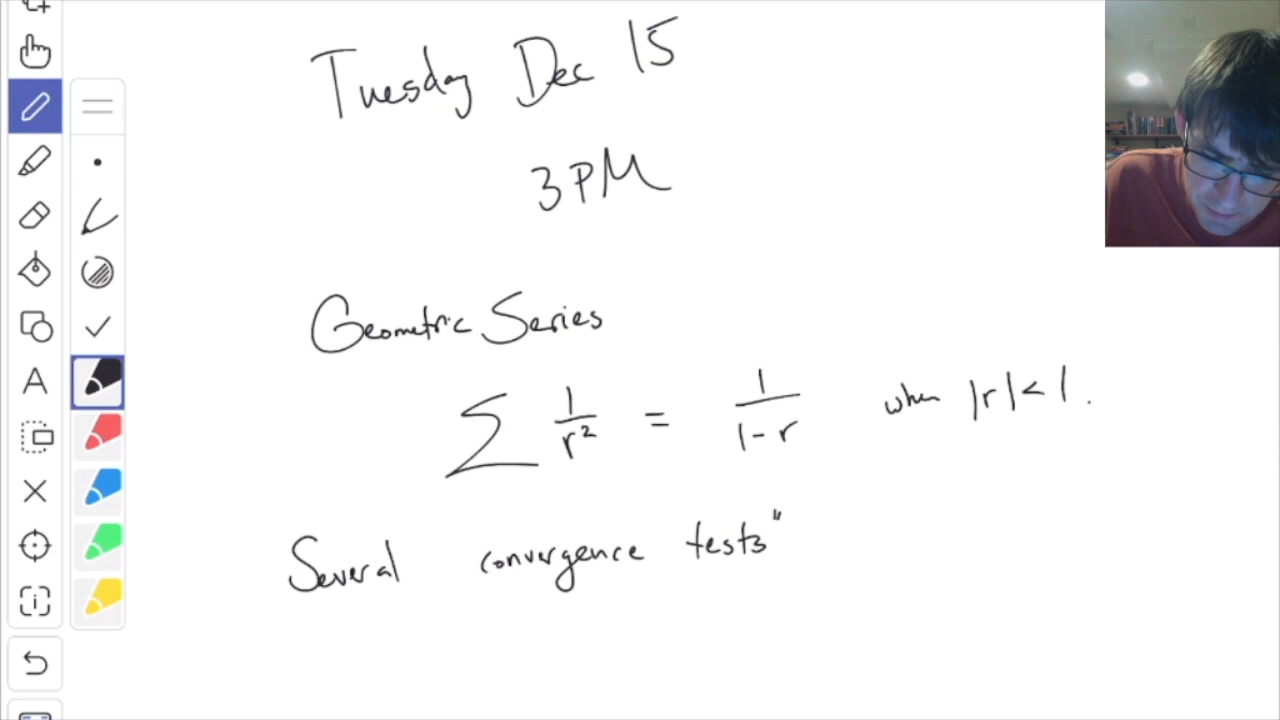 Tuesday Dec 15
3PM
Geometric Series
∑ 1/r² = 1/(1-r) when |r| < 1.
Several convergence tests"